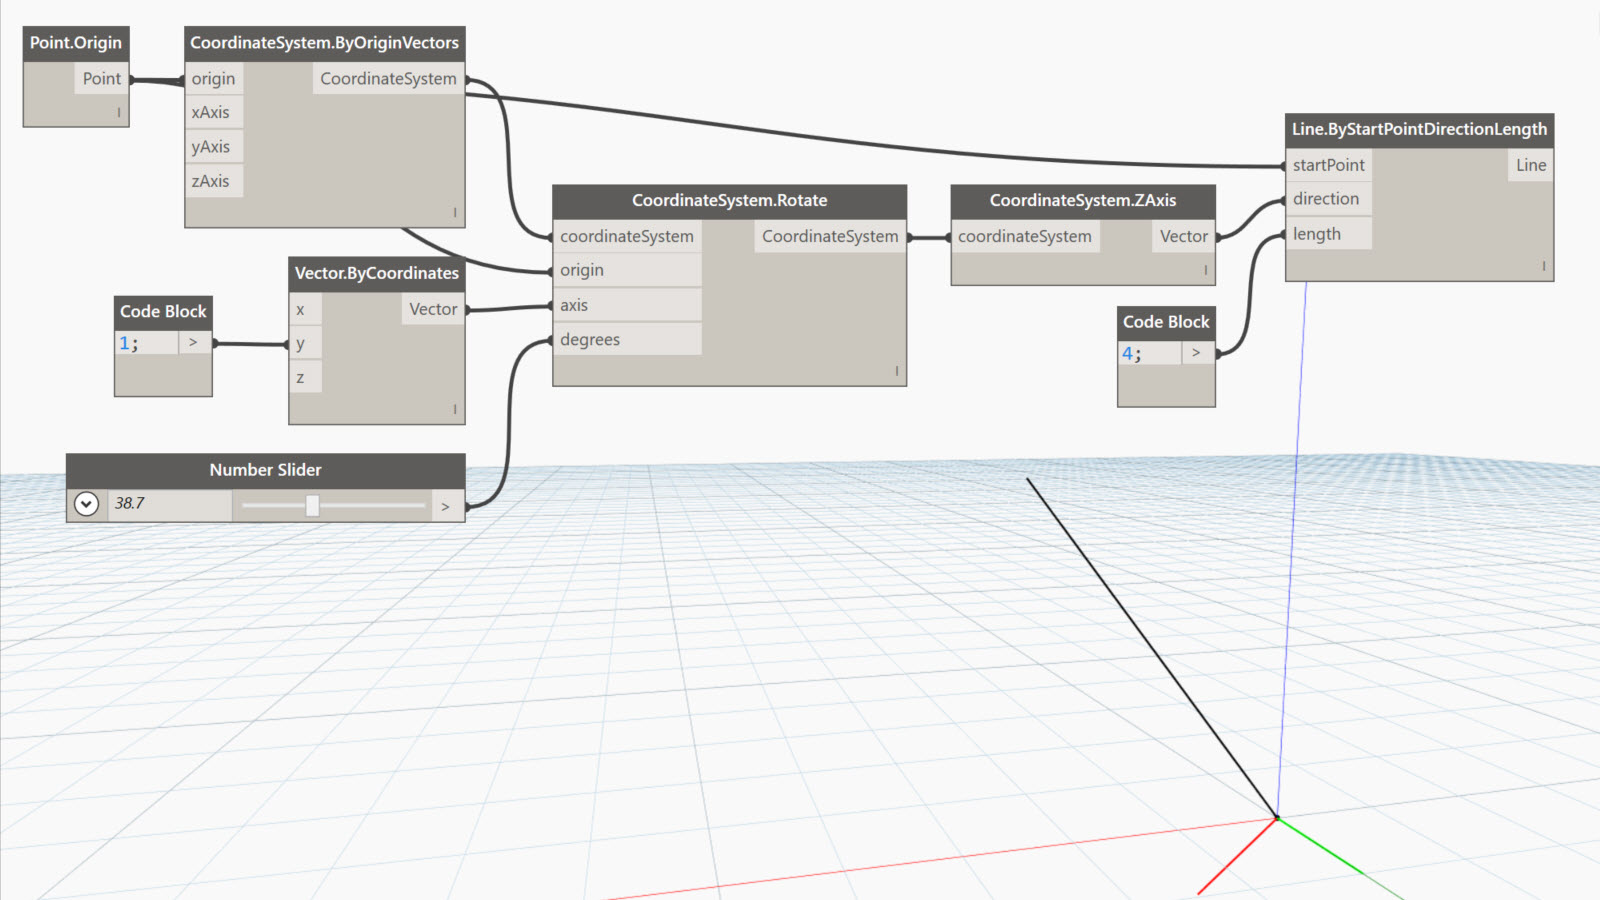 Point.Origin
Point
CoordinateSystem.ByOriginVectors
origin
CoordinateSystem
xAxis
yAxis
zAxis
Line.ByStartPointDirectionLength
startPoint
Line
direction
length
CoordinateSystem.Rotate
coordinateSystem
CoordinateSystem
origin
axis
degrees
CoordinateSystem.ZAxis
coordinateSystem
Vector
Vector.ByCoordinates
x
Vector
y
z
Code Block
1;
>
Code Block
4;
>
Number Slider
38.7
>